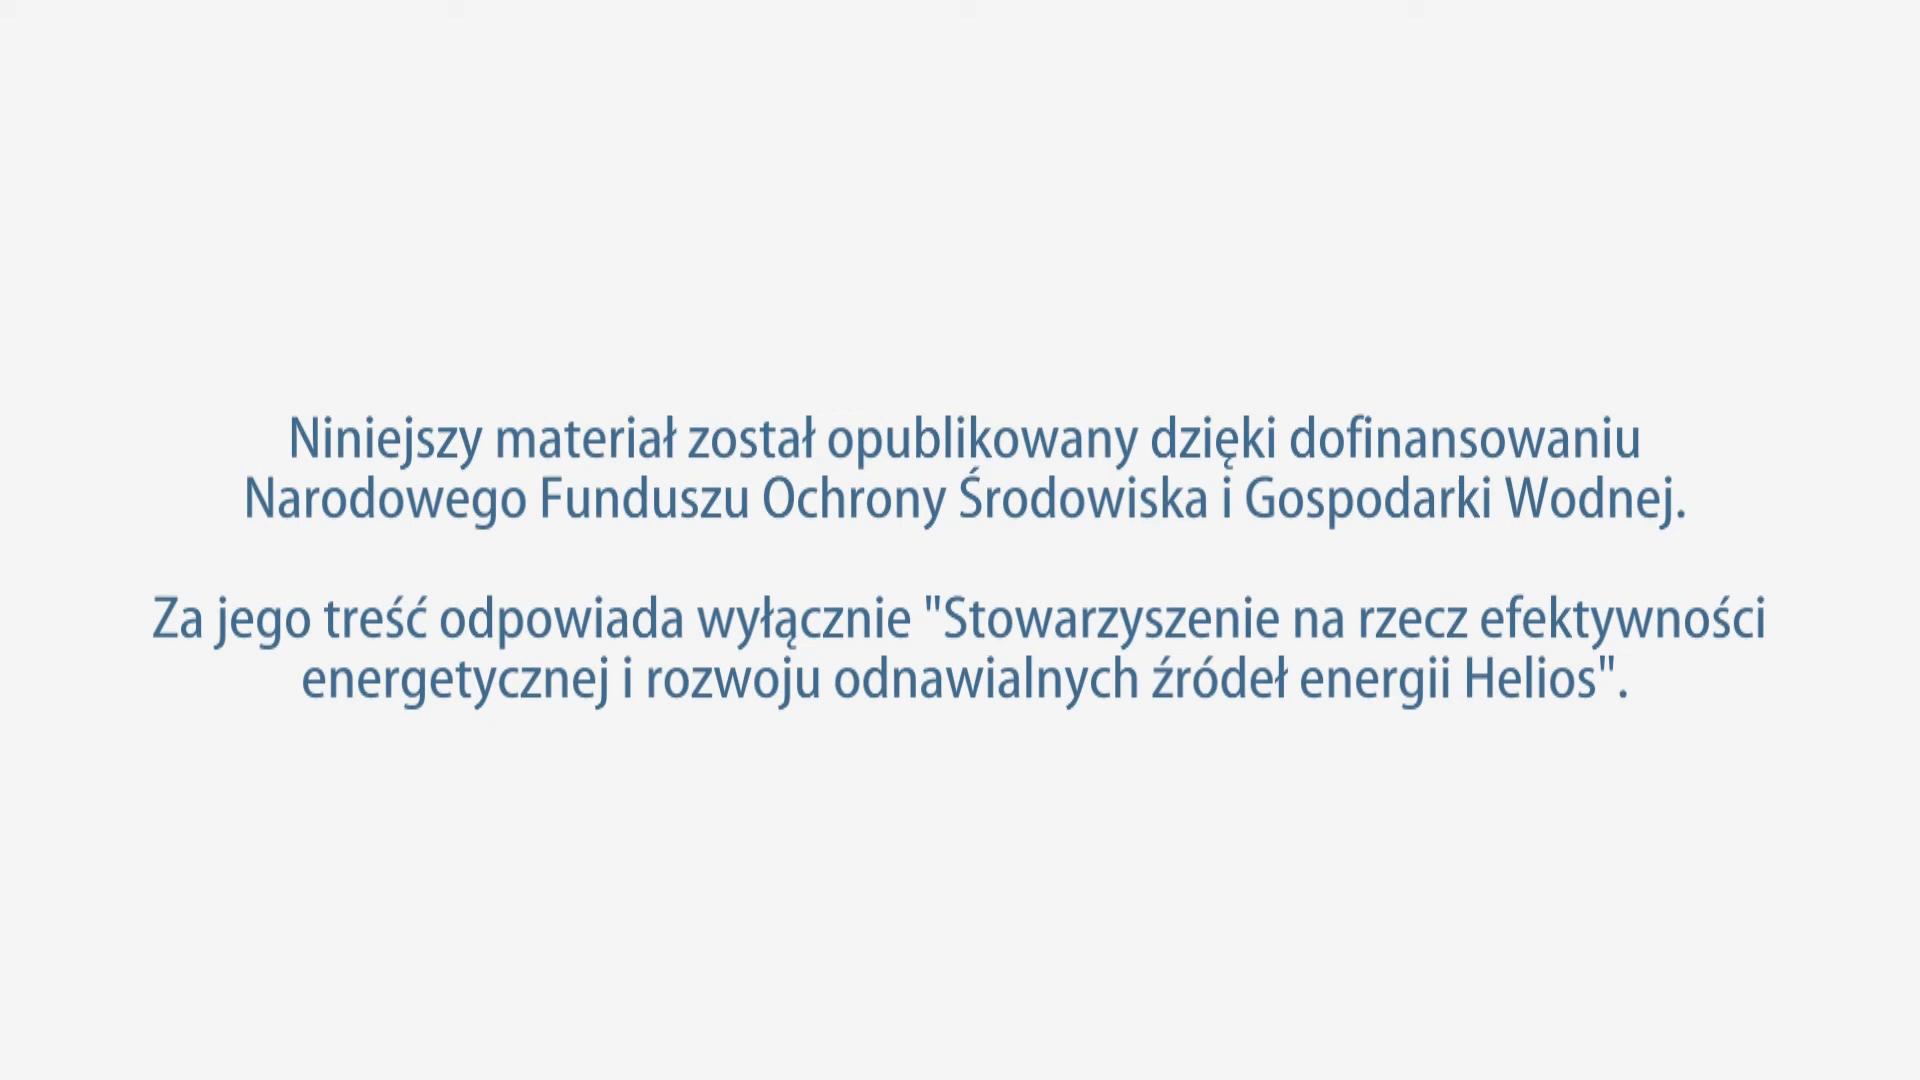 Niniejszy materiał został opublikowany dzięki dofinansowaniu
Narodowego Funduszu Ochrony Środowiska i Gospodarki Wodnej.
Za jego treść odpowiada wyłącznie "Stowarzyszenie na rzecz efektywności
energetycznej i rozwoju odnawialnych źródeł energii Helios".